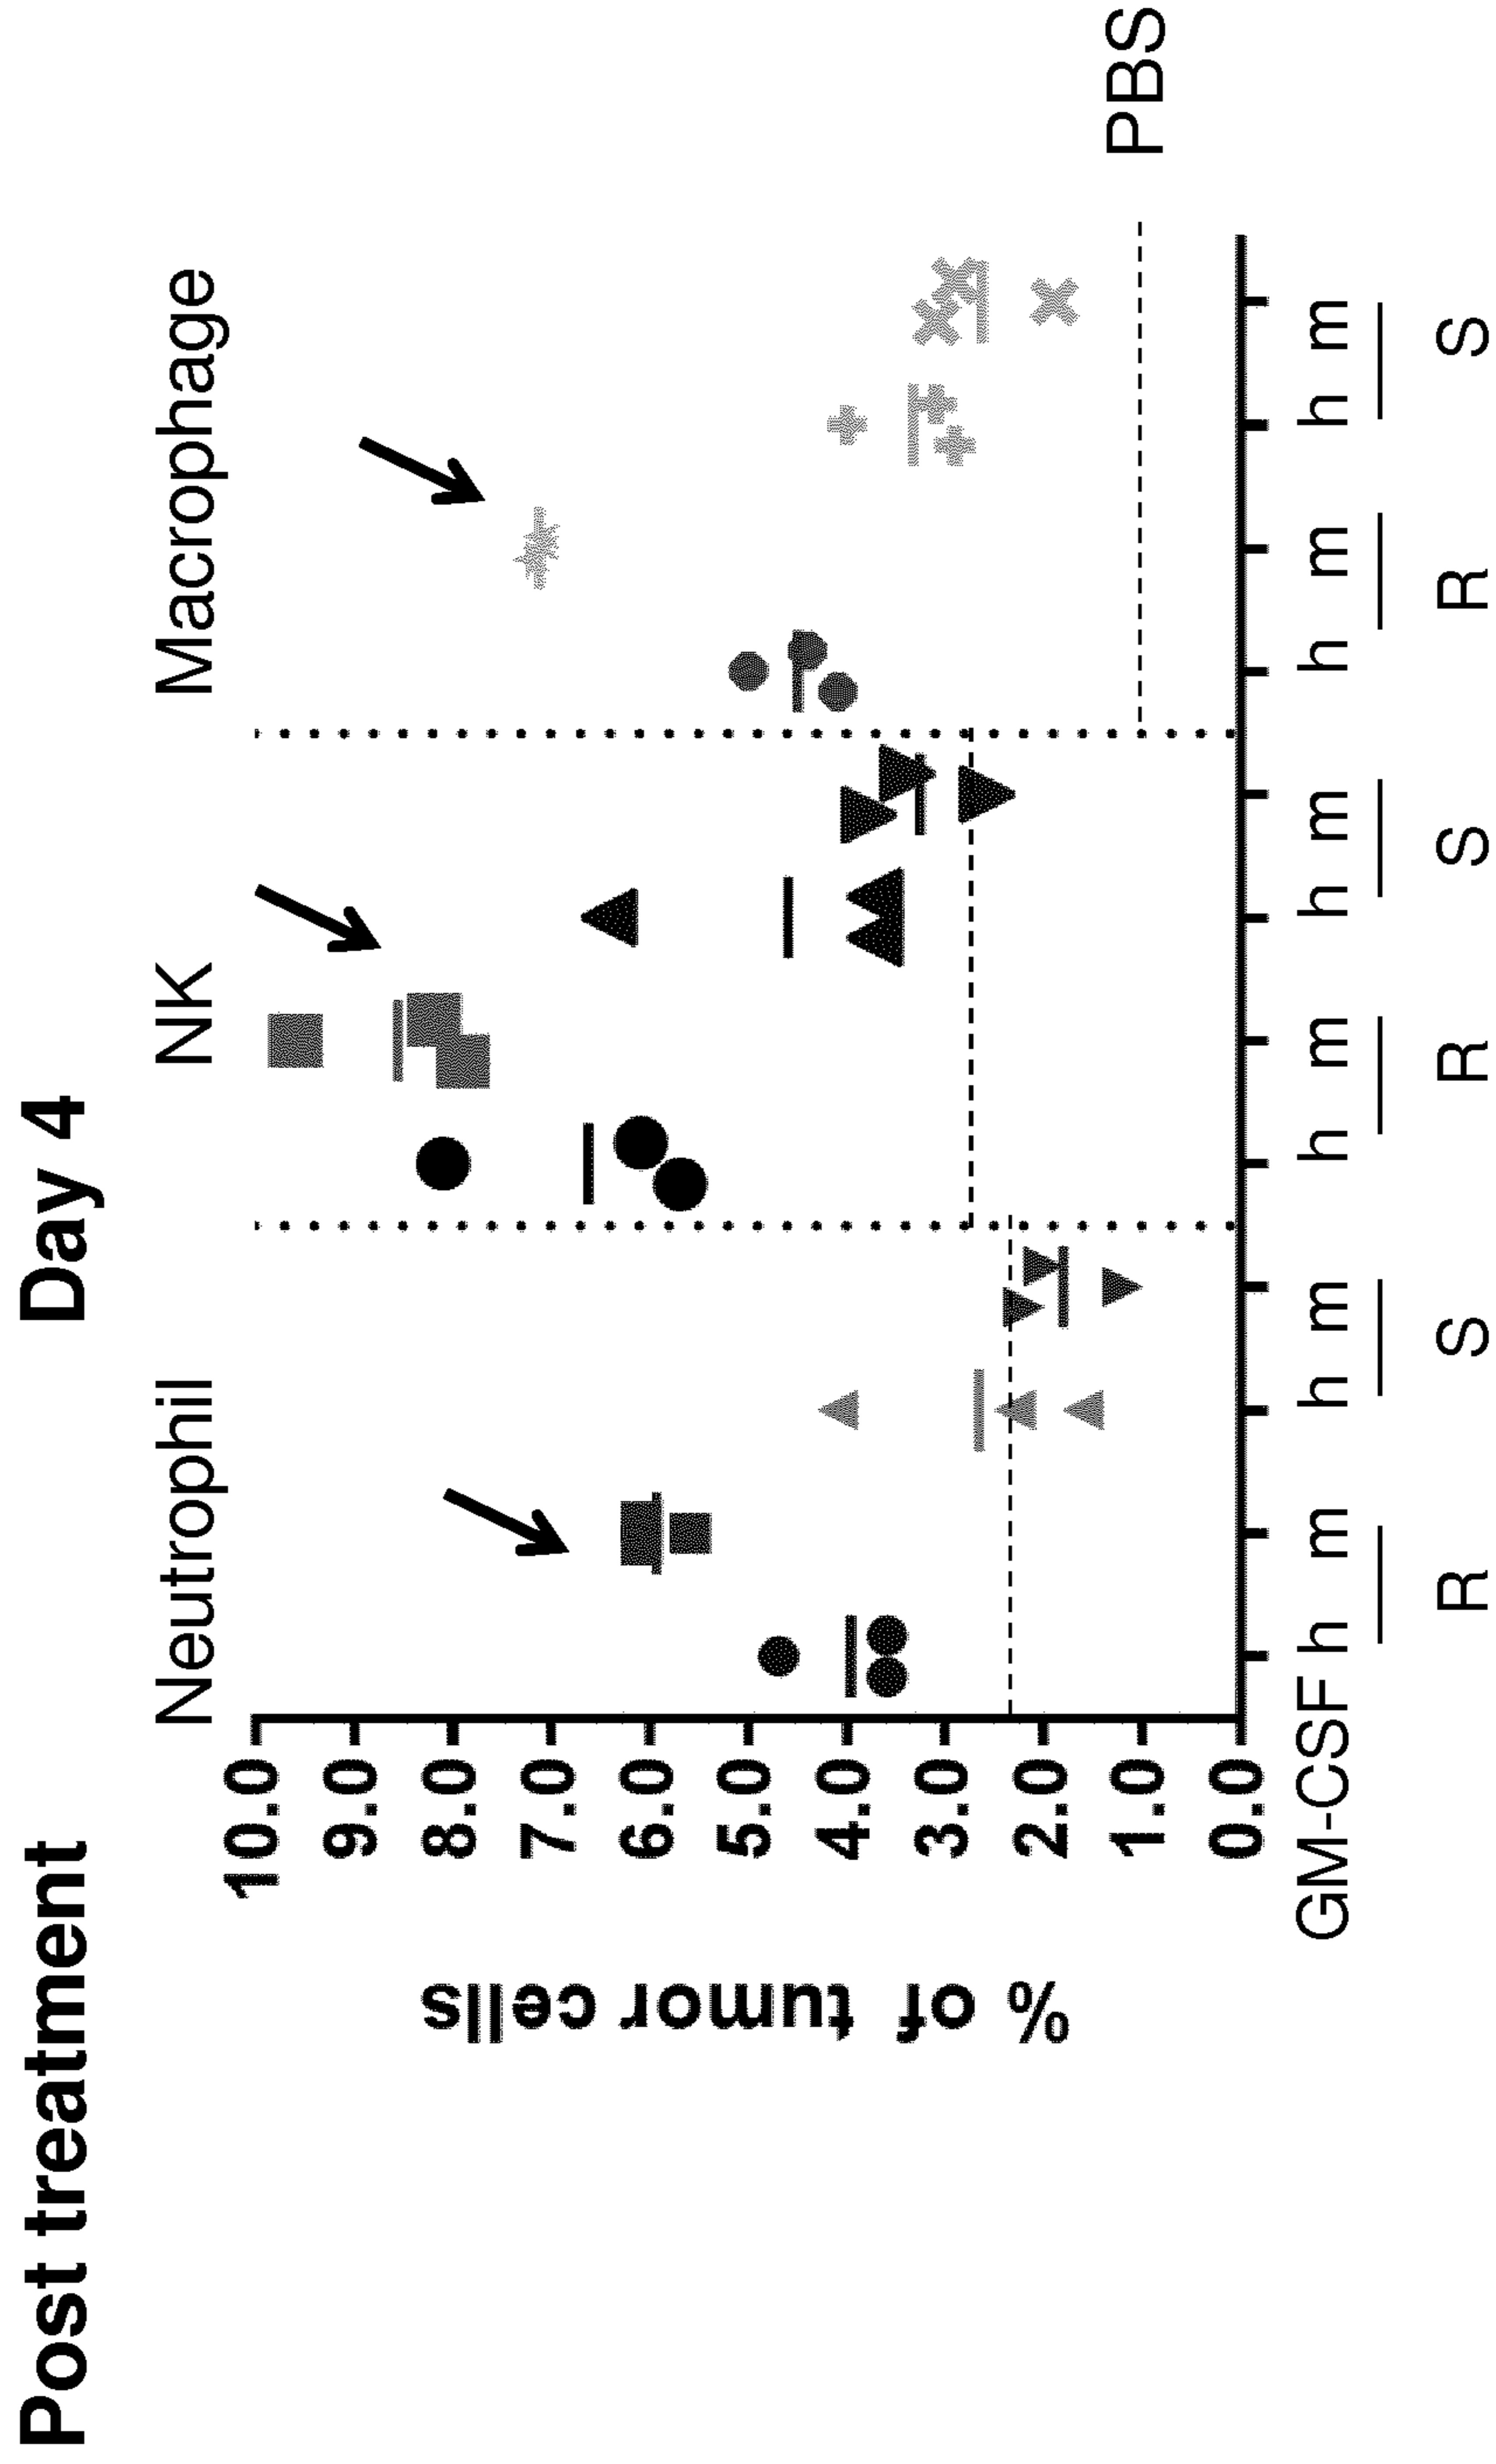 Post treatment
Day 4
Neutrophil NK Macrophage
% of tumor cells
10.0
9.0
8.0
7.0
6.0
5.0
4.0
3.0
2.0
1.0
0.0
PBS
GM-CSF h m h m h m h m h m h m
R S R S R S